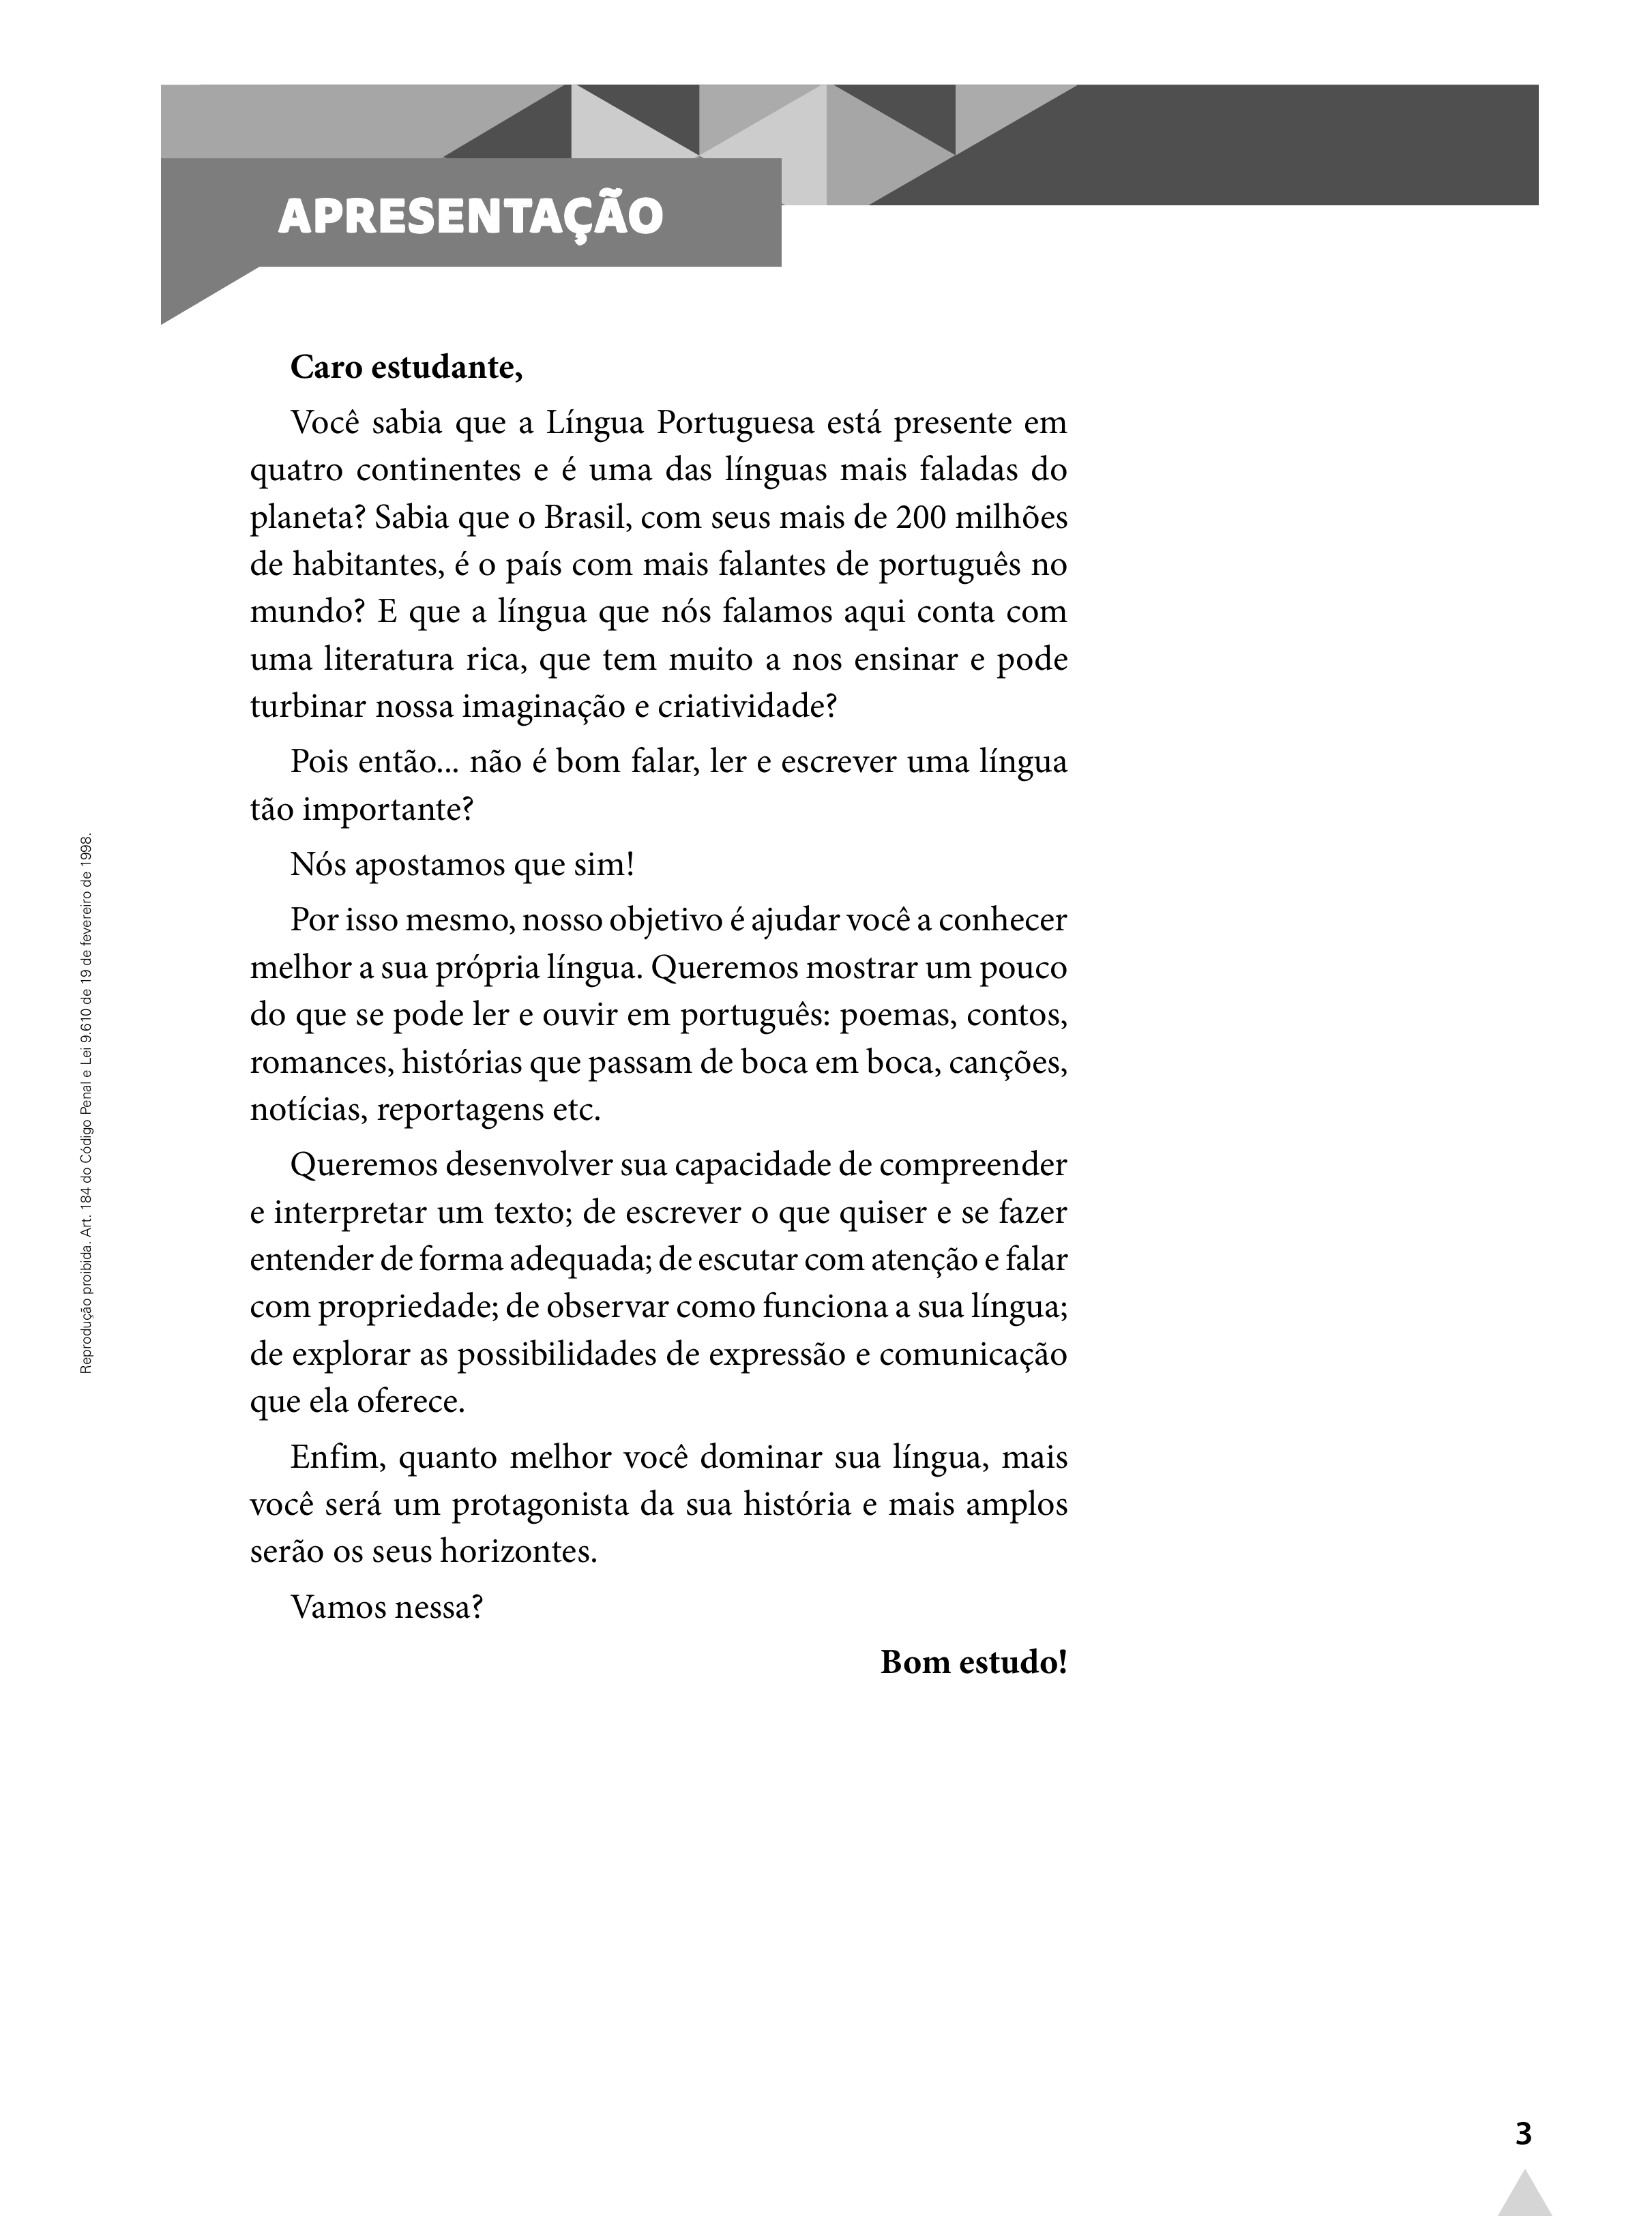 APRESENTAÇÃO
Caro estudante,
Você sabia que a Língua Portuguesa está presente em
quatro continentes e é uma das línguas mais faladas do
planeta? Sabia que o Brasil, com seus mais de 200 milhões
de habitantes, é o país com mais falantes de português no
mundo? E que a língua que nós falamos aqui conta com
uma literatura rica, que tem muito a nos ensinar e pode
turbinar nossa imaginação e criatividade?
Pois então... não é bom falar, ler e escrever uma língua
tão importante?
Nós apostamos que sim!
Por isso mesmo, nosso objetivo é ajudar você a conhecer
melhor a sua própria língua. Queremos mostrar um pouco
do que se pode ler e ouvir em português: poemas, contos,
romances, histórias que passam de boca em boca, canções,
notícias, reportagens etc.
Queremos desenvolver sua capacidade de compreender
e interpretar um texto; de escrever o que quiser e se fazer
entender de forma adequada; de escutar com atenção e falar
com propriedade; de observar como funciona a sua língua;
de explorar as possibilidades de expressão e comunicação
que ela oferece.
Enfim, quanto melhor você dominar sua língua, mais
você será um protagonista da sua história e mais amplos
serão os seus horizontes.
Vamos nessa?
Bom estudo!
Reprodução proibida. Art. 184 do Código Penal e Lei 9.610 de 19 de fevereiro de 1998.
3